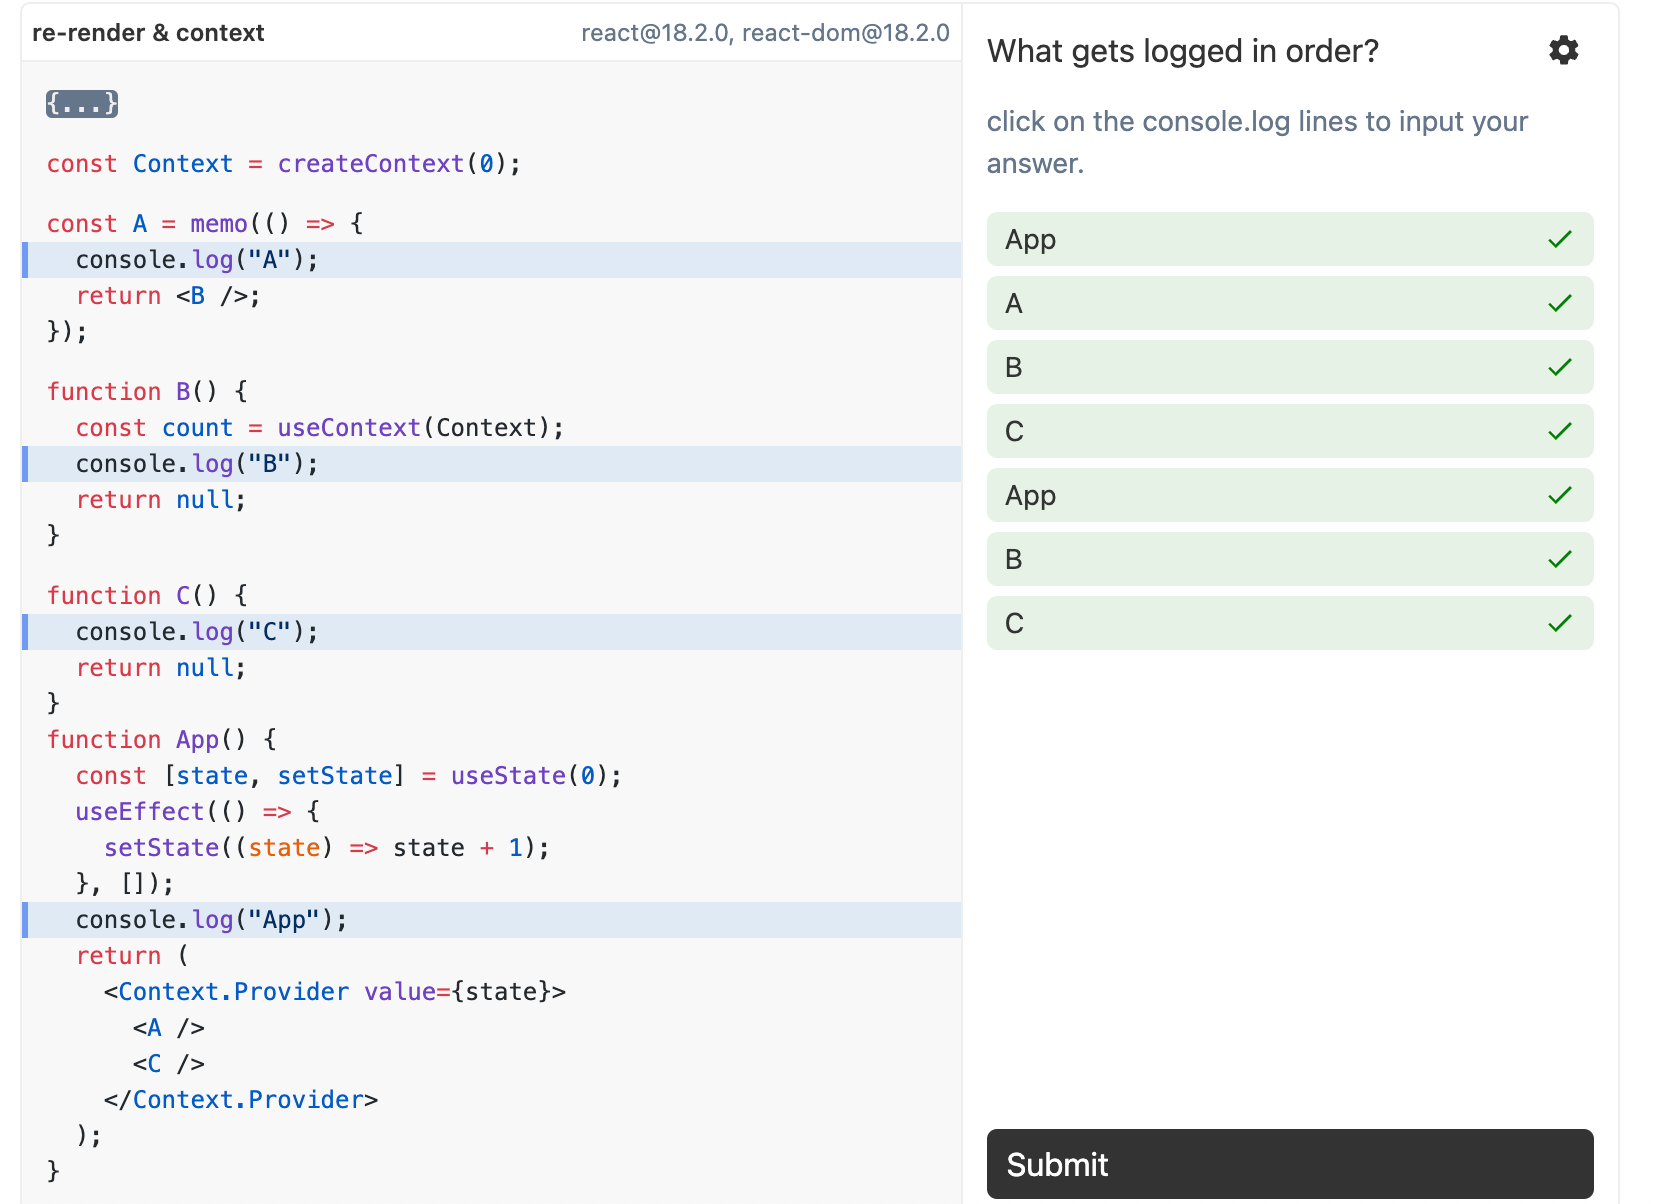 re-render & context
react@18.2.0, react-dom@18.2.0
{...}
const Context = createContext(0);
const A = memo(() => {
  console.log("A");
  return <B />;
});
function B() {
  const count = useContext(Context);
  console.log("B");
  return null;
}
function C() {
  console.log("C");
  return null;
}
function App() {
  const [state, setState] = useState(0);
  useEffect(() => {
    setState((state) => state + 1);
  }, []);
  console.log("App");
  return (
    <Context.Provider value={state}>
      <A />
      <C />
    </Context.Provider>
  );
}
What gets logged in order?
click on the console.log lines to input your
answer.
App
A
B
C
App
B
C
Submit